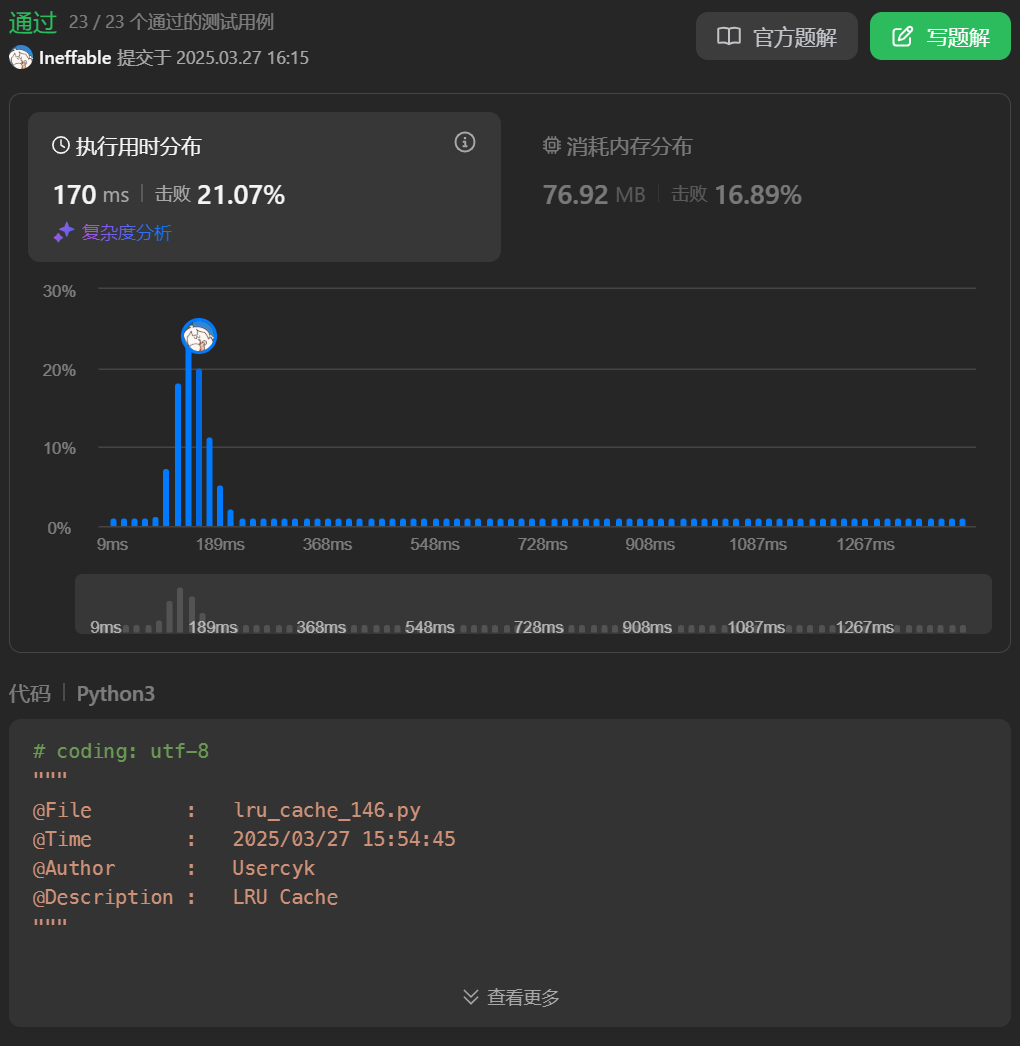 通过 23 / 23 个通过的测试用例
Ineffable 提交于 2025.03.27 16:15
官方题解
写题解
执行用时分布
170 ms 击败 21.07%
复杂度分析
消耗内存分布
76.92 MB 击败 16.89%
30%
20%
10%
0%
9ms 189ms 368ms 548ms 728ms 908ms 1087ms 1267ms
9ms 189ms 368ms 548ms 728ms 908ms 1087ms 1267ms
代码 Python3
# coding: utf-8
"""
@File : lru_cache_146.py
@Time : 2025/03/27 15:54:45
@Author : Usercyk
@Description : LRU Cache
"""
查看更多